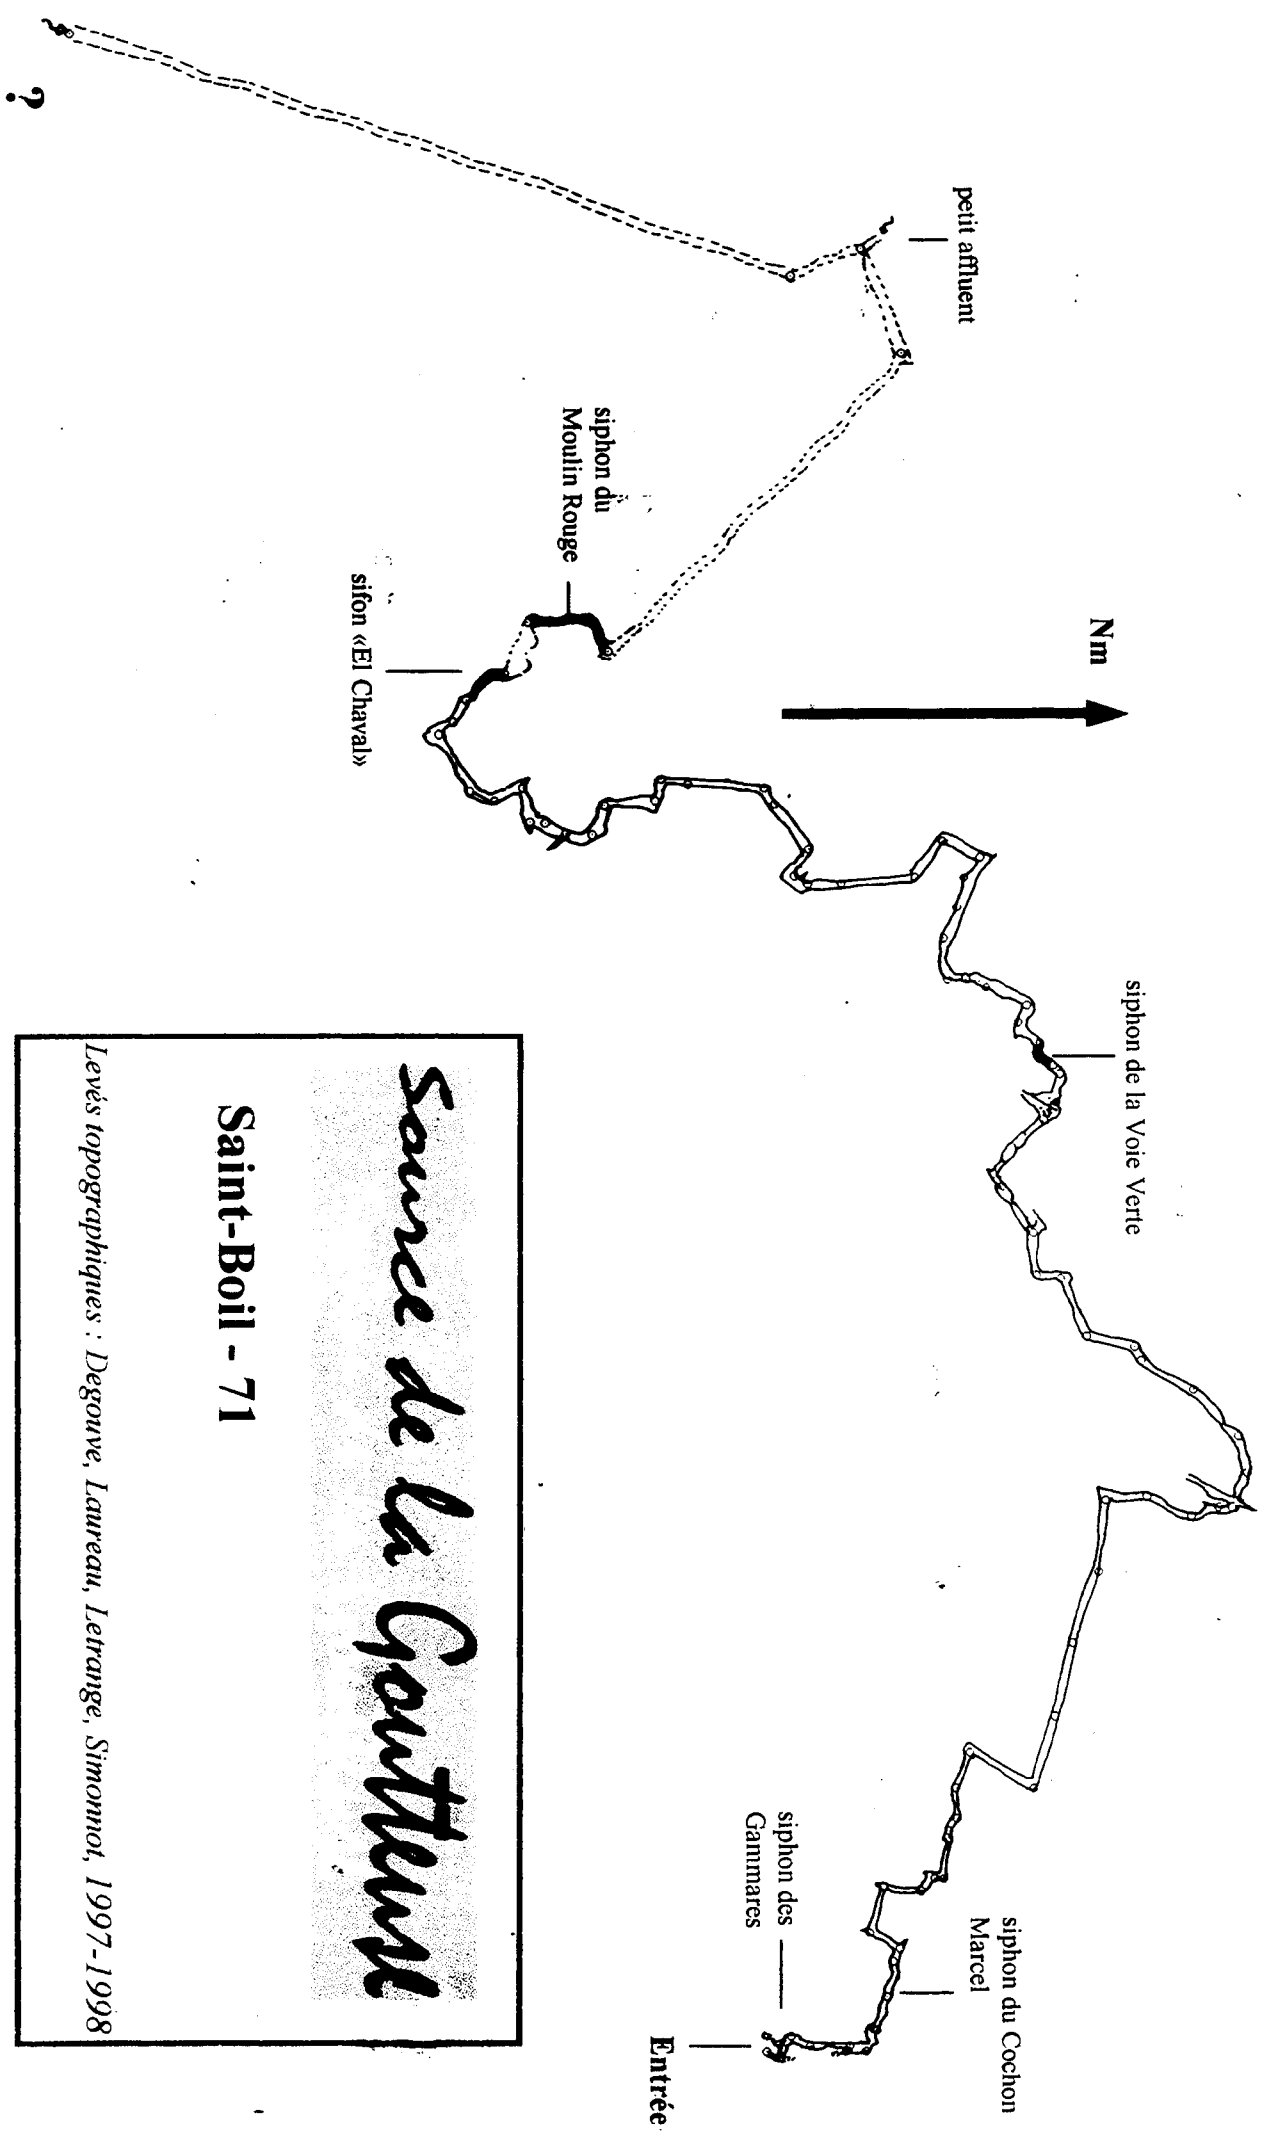 Nm
petit affluent
siphon du
Moulin Rouge
sifon «El Chaval»
siphon de la Voie Verte
siphon du Cochon
Marcel
siphon des
Gammares
Entrée
?
Source de la Goutteuse
Saint-Boil - 71
Levés topographiques : Degouve, Laureau, Letrange, Simonnot, 1997-1998